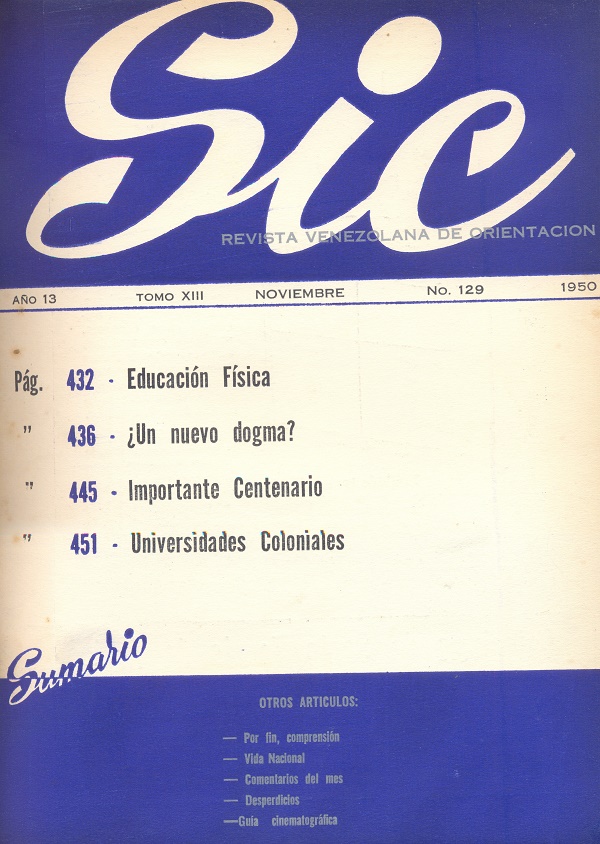 Sic
REVISTA VENEZOLANA DE ORIENTACION
AÑO 13 TOMO XIII NOVIEMBRE No. 129 1950
Pág. 432 - Educación Física
" 436 - ¿Un nuevo dogma?
" 445 - Importante Centenario
" 451 - Universidades Coloniales
Sumario
OTROS ARTICULOS:
— Por fin, comprensión
— Vida Nacional
— Comentarios del mes
— Desperdicios
—Guía cinematográfica